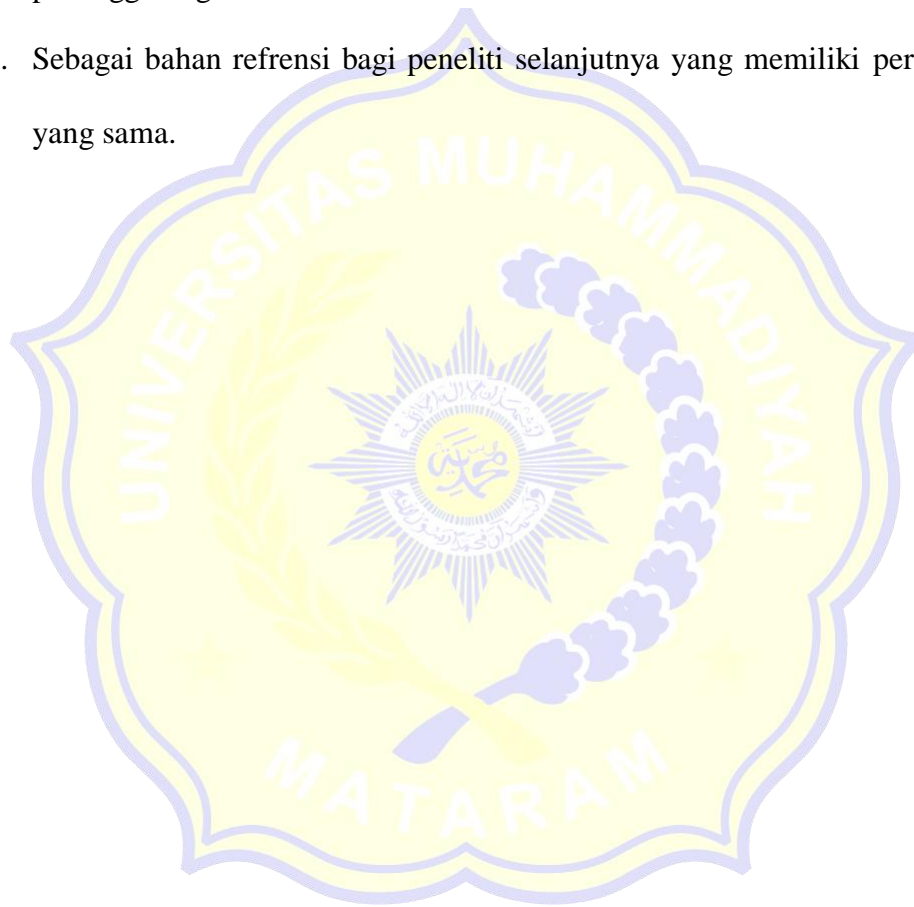 . Sebagai bahan refrensi bagi peneliti selanjutnya yang memiliki per
yang sama.
UNIVERSITAS MUHAMMADIYAH
MATARAM